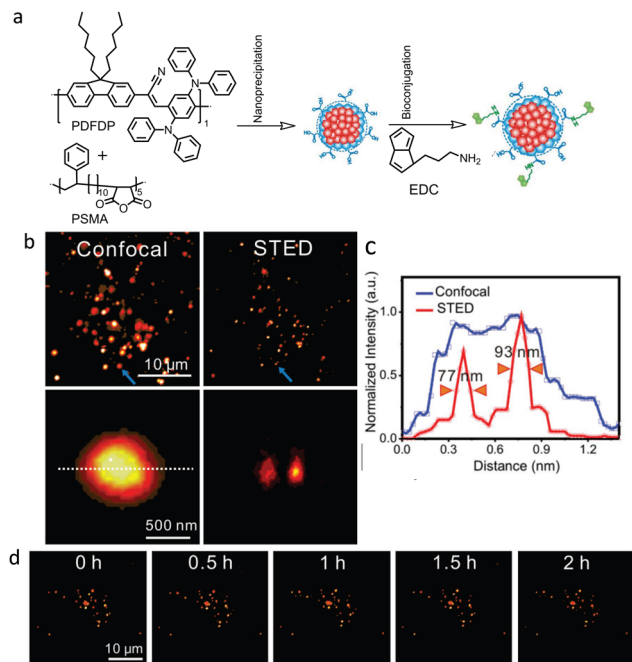 a
N
N
N
1
PDFDP
+
10
5
O
O
O
PSMA
Nanoprecipitation
Bioconjugation
NH2
EDC
b
Confocal
STED
10 µm
500 nm
c
Confocal
STED
93 nm
77 nm
Normalized Intensity (a.u.)
1.0
0.5
0.0
0.0
0.3
0.6
0.9
1.2
Distance (nm)
d
0 h
0.5 h
1 h
1.5 h
2 h
10 µm